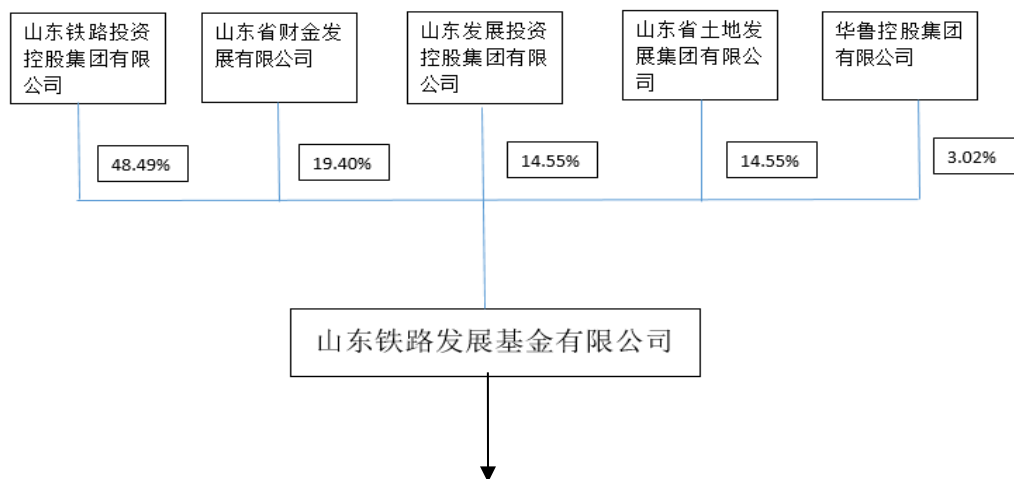 山东铁路投资
控股集团有限
公司
山东省财金发
展有限公司
山东发展投资
控股集团有限
公司
山东省土地发
展集团有限公
司
华鲁控股集团
有限公司
48.49%
19.40%
14.55%
14.55%
3.02%
山东铁路发展基金有限公司